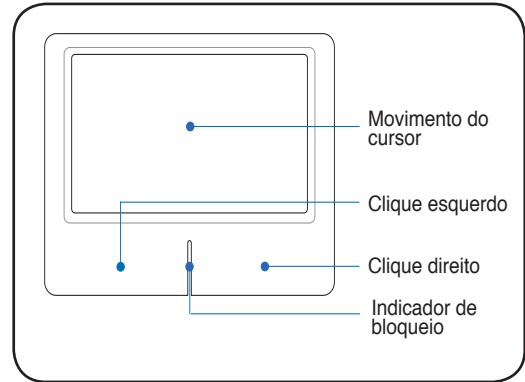 Movimento do
cursor
Clique esquerdo
Clique direito
Indicador de
bloqueio